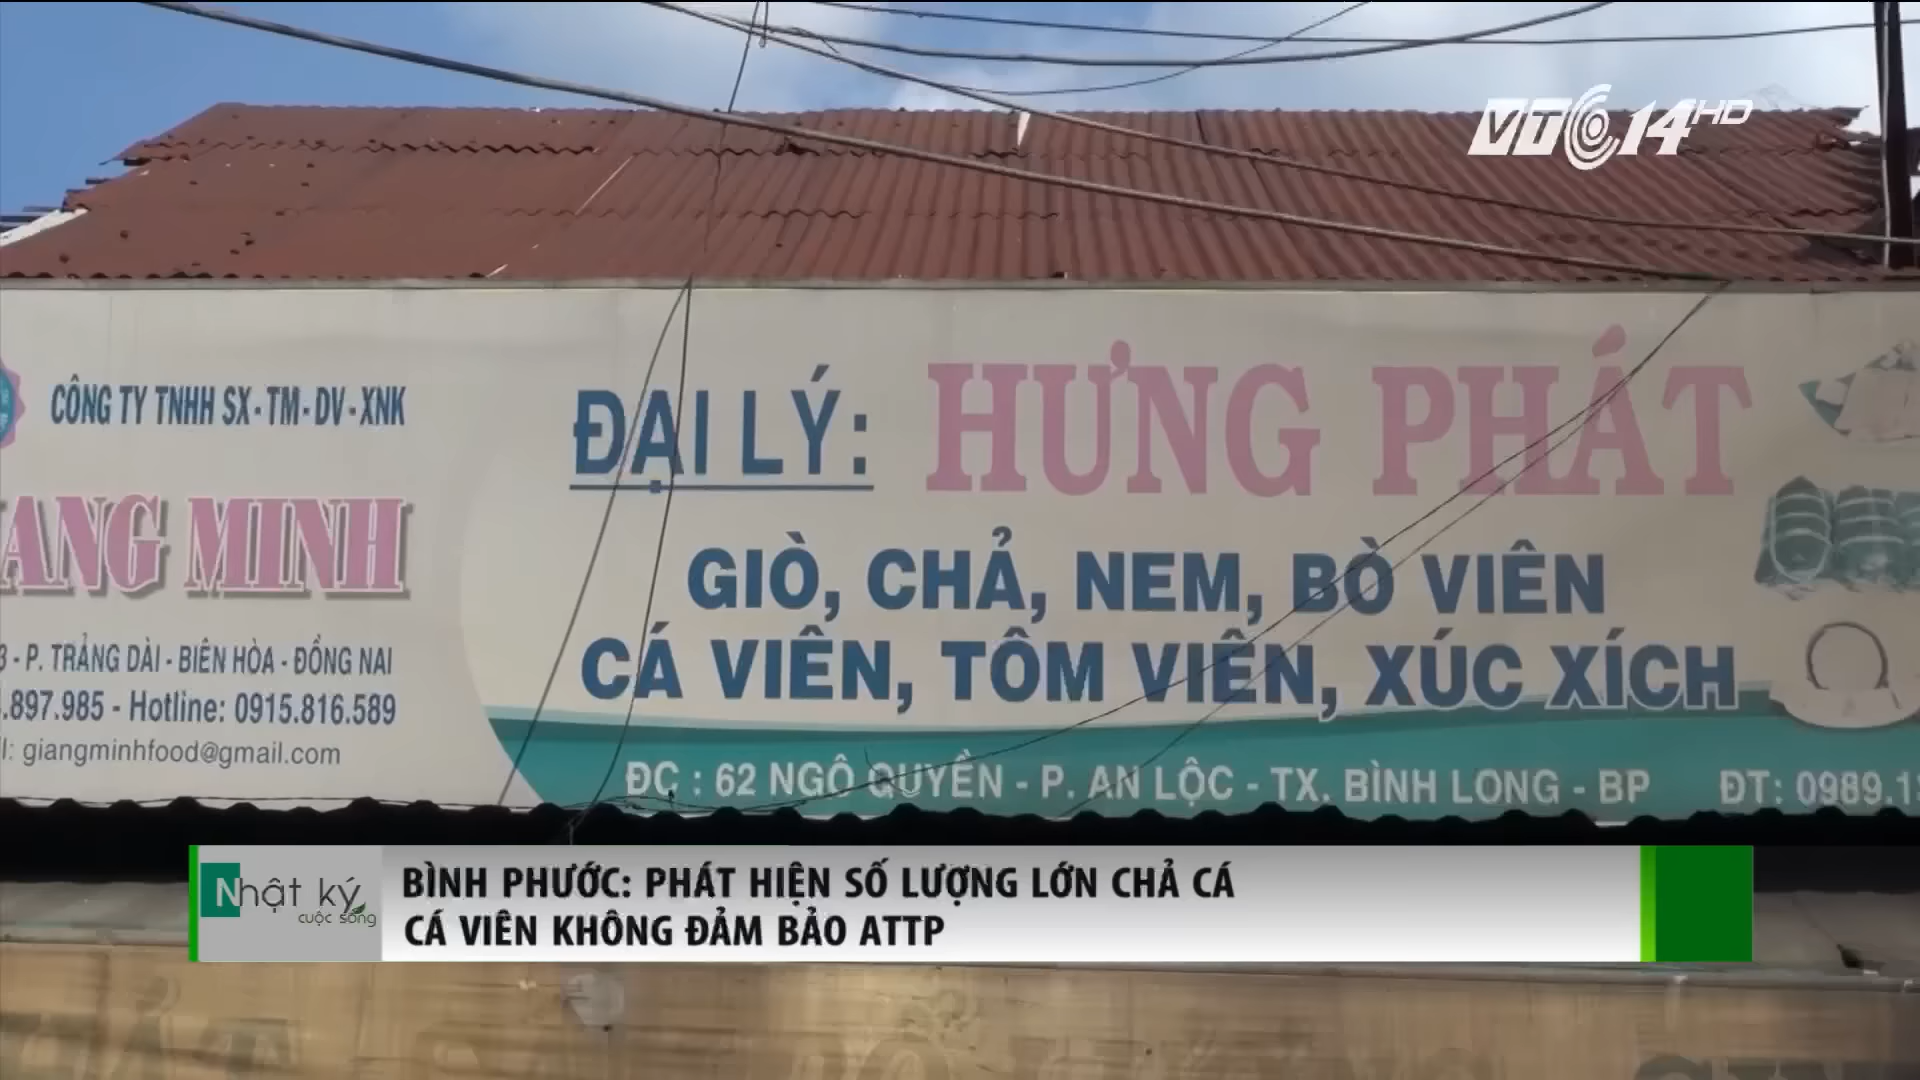 VTC14HD
CÔNG TY TNHH SX-TM-DV-XNK
ANG MINH
- P. TRẢNG DÀI - BIÊN HÒA - ĐỒNG NAI
.897.985 - Hotline: 0915.816.589
giangminhfood@gmail.com
ĐẠI LÝ: HƯNG PHÁT
GIÒ, CHẢ, NEM, BÒ VIÊN
CÁ VIÊN, TÔM VIÊN, XÚC XÍCH
ĐC : 62 NGÔ QUYỀN - P. AN LỘC - TX. BÌNH LONG - BP ĐT: 0989.1
Nhật ký
cuộc sống
BÌNH PHƯỚC: PHÁT HIỆN SỐ LƯỢNG LỚN CHẢ CÁ
CÁ VIÊN KHÔNG ĐẢM BẢO ATTP